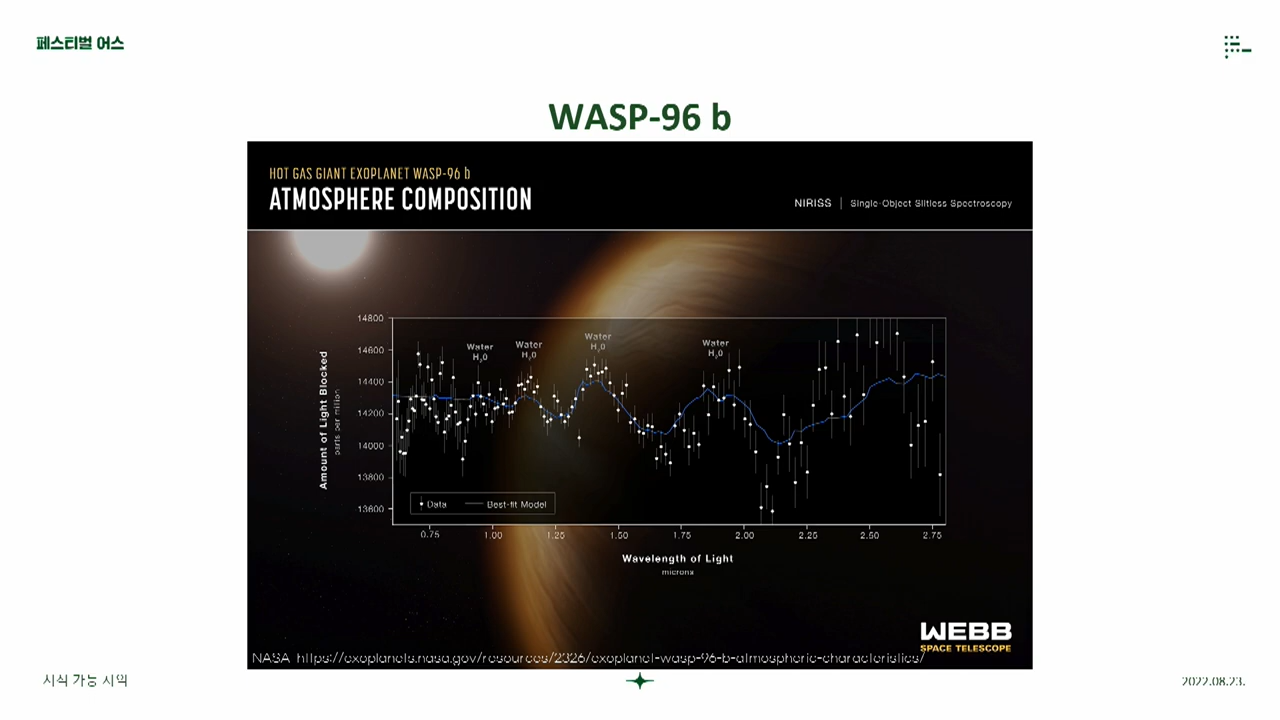 페스티벌 어스
WASP-96 b
HOT GAS GIANT EXOPLANET WASP-96 b
ATMOSPHERE COMPOSITION
NIRISS | Single-Object Slitless Spectroscopy
Water H₂O
Water H₂O
Water H₂O
Water H₂O
14800
14600
14400
14200
14000
13800
13600
Amount of Light Blocked
parts per million
Data
Best-fit Model
0.75 1.00 1.25 1.50 1.75 2.00 2.25 2.50 2.75
Wavelength of Light
microns
WEBB
SPACE TELESCOPE
NASA https://exoplanets.nasa.gov/resources/2326/exoplanet-wasp-96-b-atmospheric-characteristics/
가능
2022.08.23.